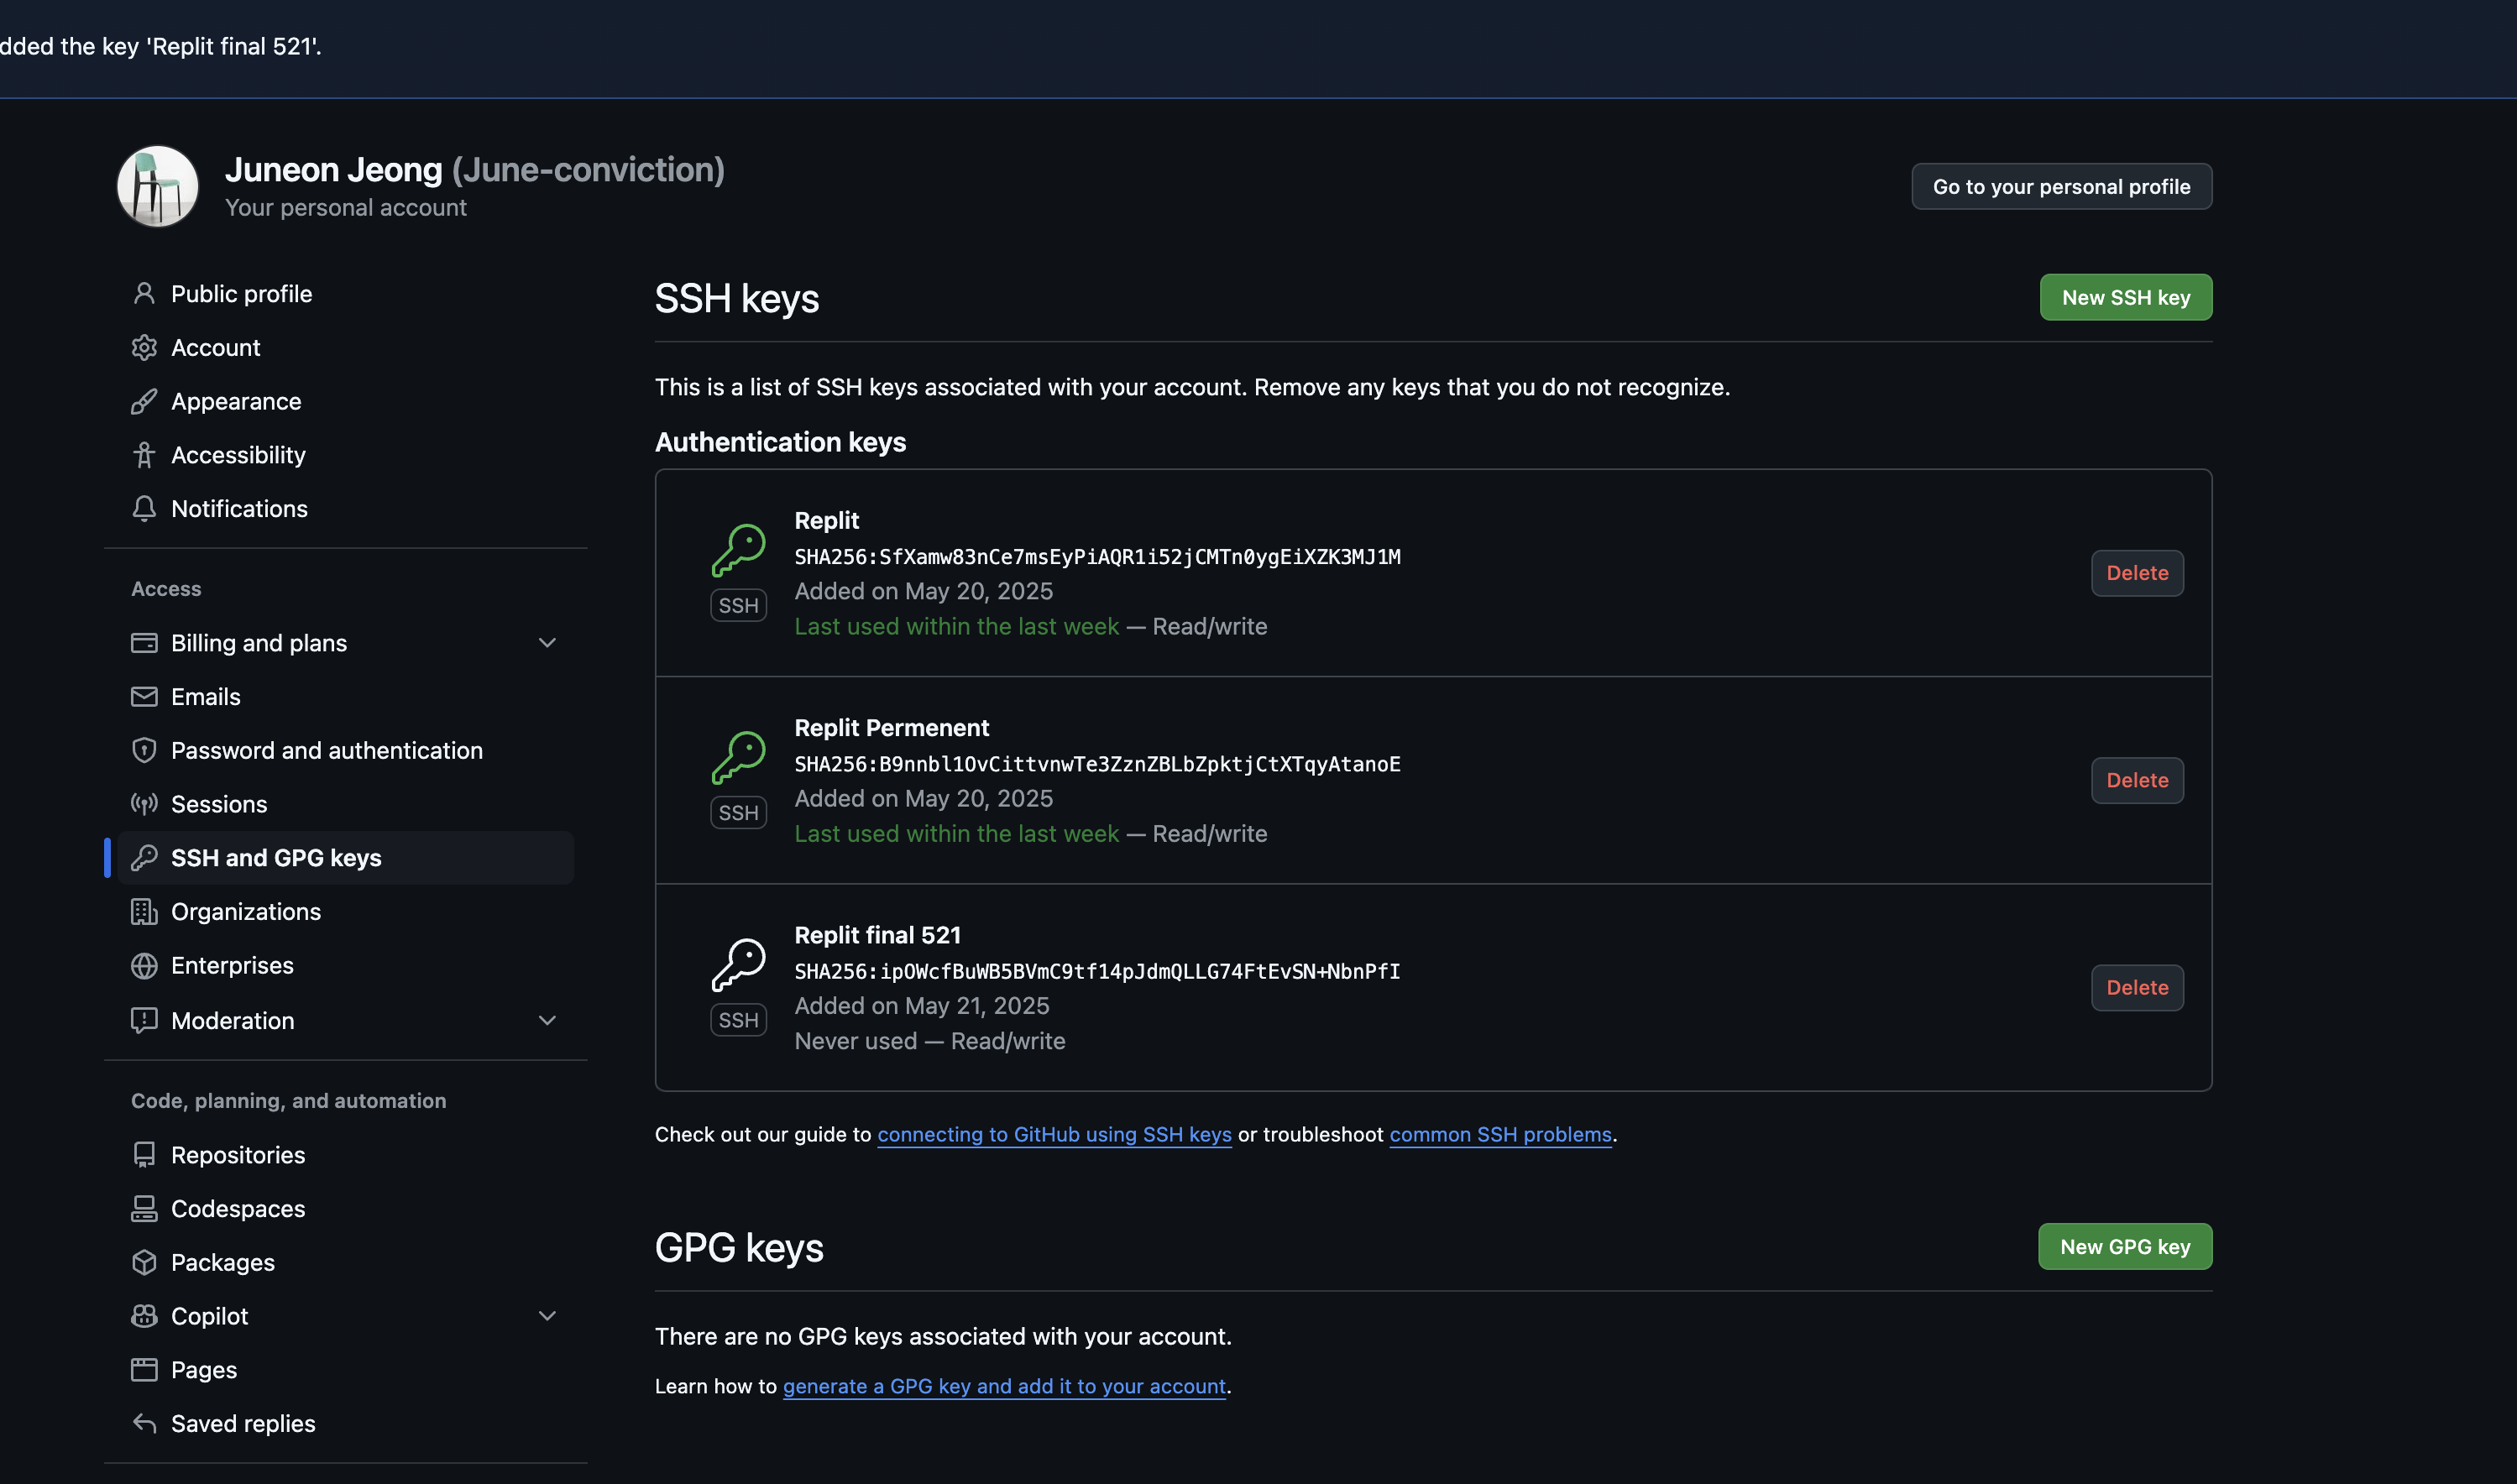 dded the key 'Replit final 521'.
Juneon Jeong (June-conviction)
Your personal account
Go to your personal profile
Public profile
Account
Appearance
Accessibility
Notifications
Access
Billing and plans
Emails
Password and authentication
Sessions
SSH and GPG keys
Organizations
Enterprises
Moderation
Code, planning, and automation
Repositories
Codespaces
Packages
Copilot
Pages
Saved replies
SSH keys
New SSH key
This is a list of SSH keys associated with your account. Remove any keys that you do not recognize.
Authentication keys
Replit
SHA256:SfXamw83nCe7msEyPiAQR1i52jCMTn0ygEiXZK3MJ1M
Added on May 20, 2025
Last used within the last week — Read/write
SSH
Delete
Replit Permenent
SHA256:B9nnbl1OvCittvnwTe3ZznZBLbZpktjCtXTqyAtanoE
Added on May 20, 2025
Last used within the last week — Read/write
SSH
Delete
Replit final 521
SHA256:ipOWcfBuWB5BVmC9tf14pJdmQLLG74FtEvSN+NbnPfI
Added on May 21, 2025
Never used — Read/write
SSH
Delete
Check out our guide to connecting to GitHub using SSH keys or troubleshoot common SSH problems.
GPG keys
New GPG key
There are no GPG keys associated with your account.
Learn how to generate a GPG key and add it to your account.